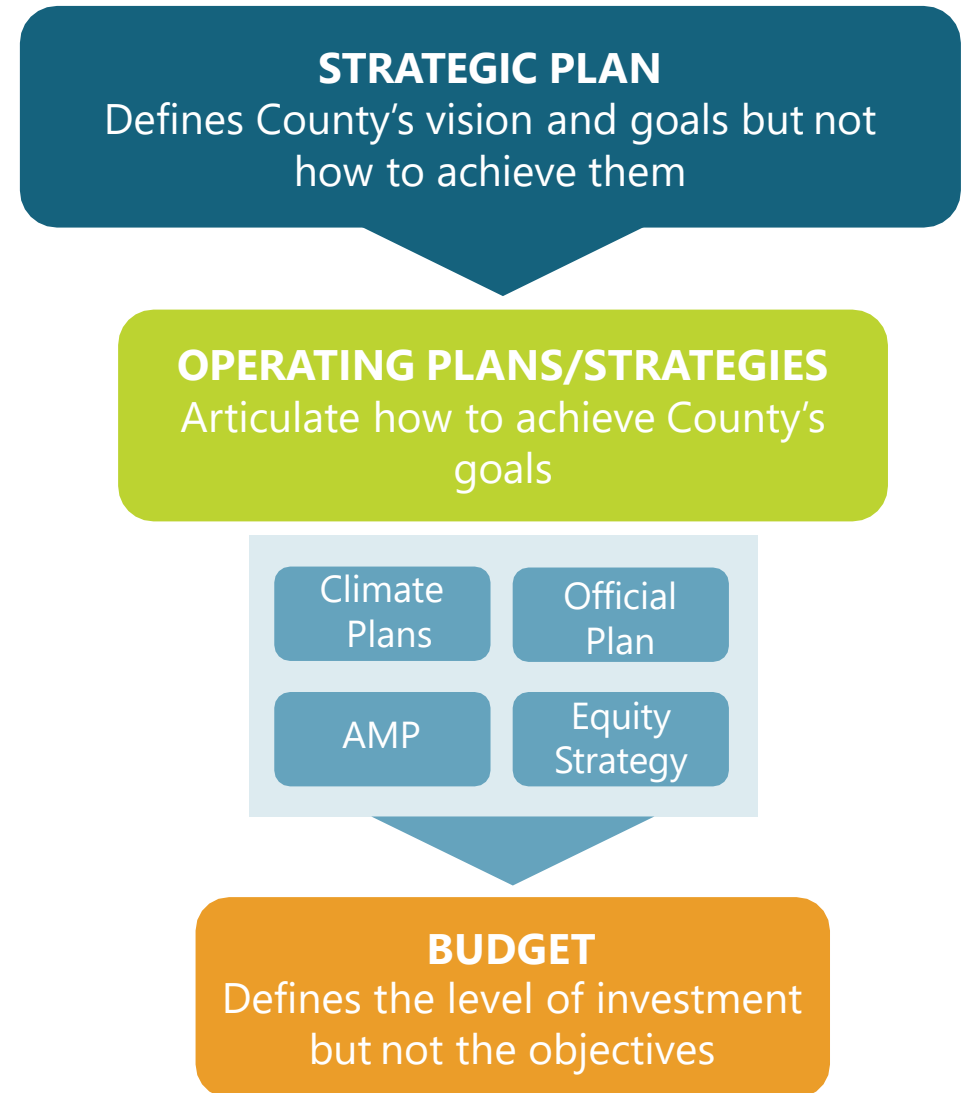 STRATEGIC PLAN
Defines County’s vision and goals but not
how to achieve them
OPERATING PLANS/STRATEGIES
Articulate how to achieve County’s
goals
Climate
Plans
Official
Plan
AMP
Equity
Strategy
BUDGET
Defines the level of investment
but not the objectives